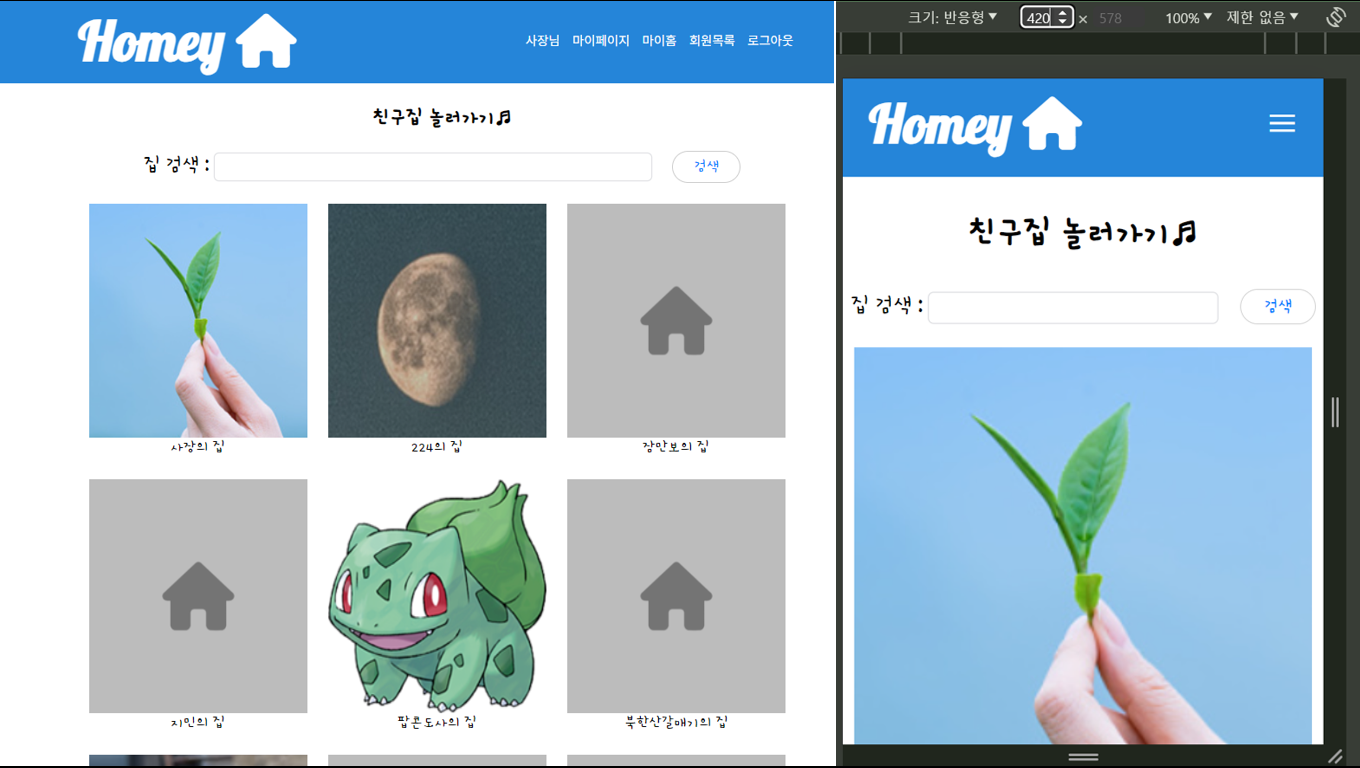 Homey
사장님 마이페이지 마이홈 회원목록 로그아웃
친구집 놀러가기♬
집 검색 :
검색
사장의 집
224의 집
장만보의 집
지민의 집
팝콘도사의 집
북한산갈매기의 집
크기: 반응형 ▼ 420 × 578 100% ▼ 제한 없음 ▼
Homey
친구집 놀러가기♬
집 검색 :
검색